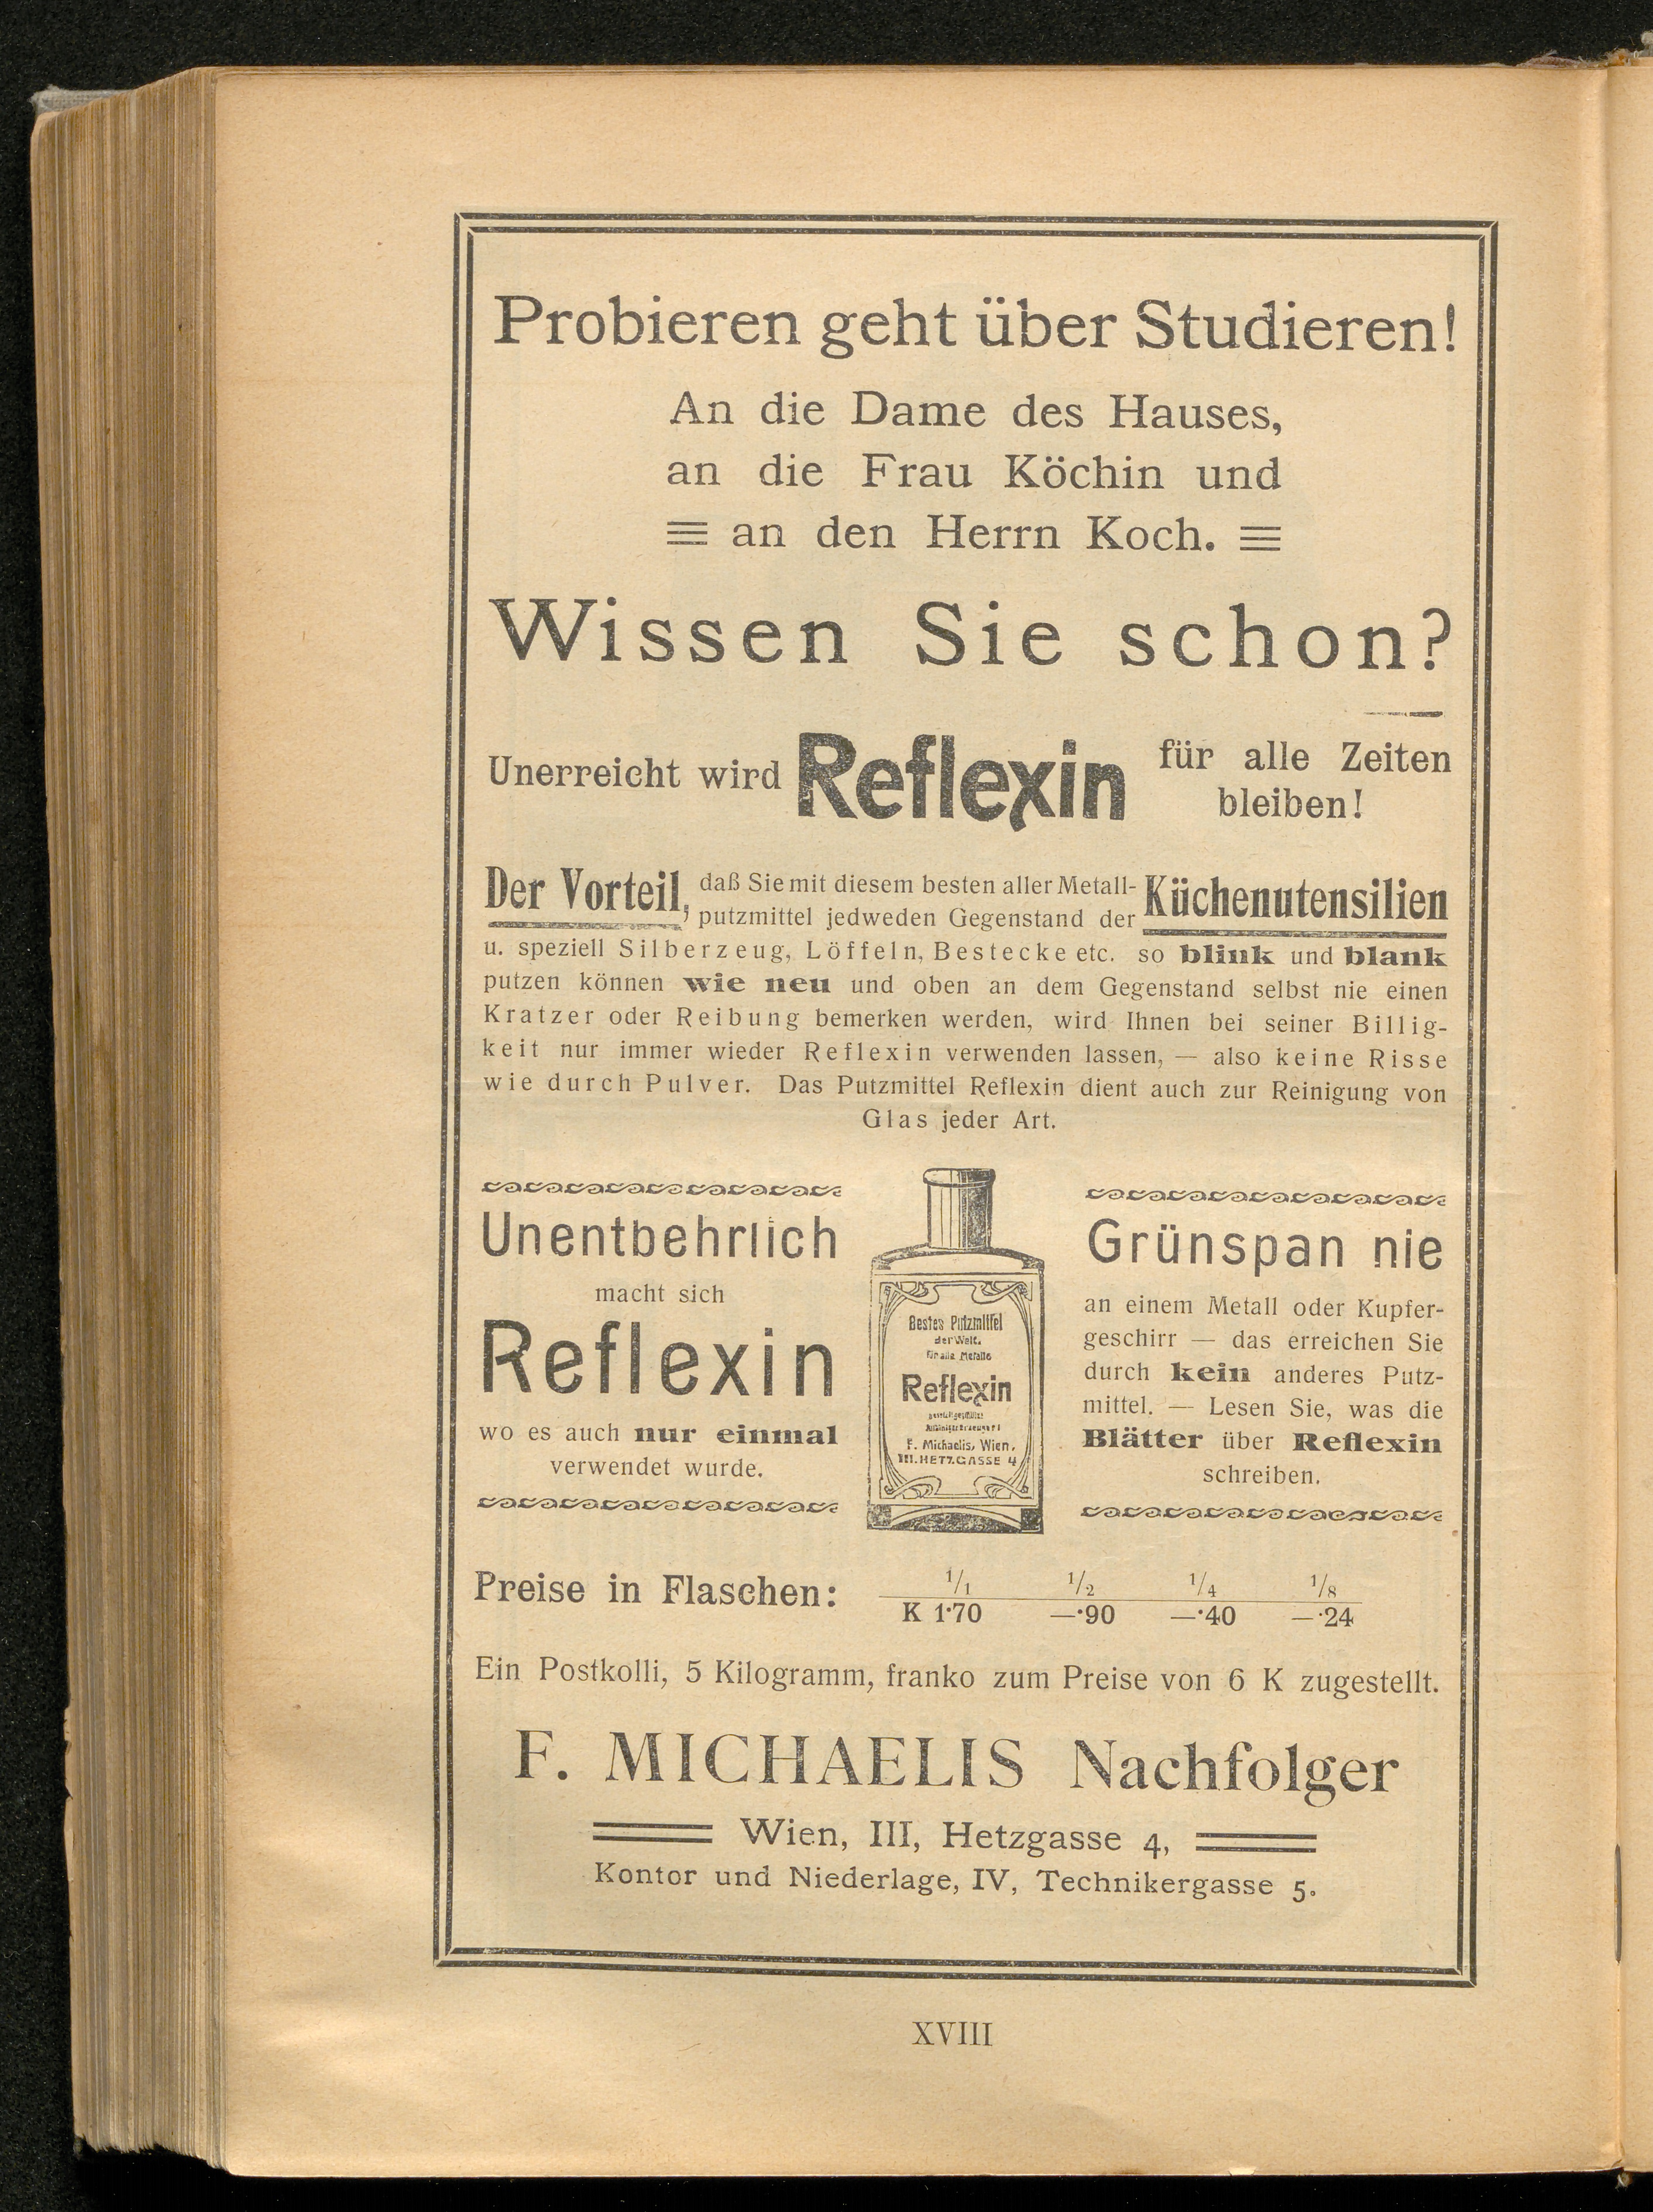 Probieren geht über Studieren!
An die Dame des Hauses,
an die Frau Köchin und
an den Herrn Koch.
Wissen Sie schon?
Unerreicht wird Reflexin für alle Zeiten
bleiben!
Der Vorteil, daß Sie mit diesem besten aller Metall-
putzmittel jedweden Gegenstand der Küchenutensilien
u. speziell Silberzeug, Löffeln, Bestecke etc. so blink und blank
putzen können wie neu und oben an dem Gegenstand selbst nie einen
Kratzer oder Reibung bemerken werden, wird Ihnen bei seiner Billig-
keit nur immer wieder Reflexin verwenden lassen, — also keine Risse
wie durch Pulver. Das Putzmittel Reflexin dient auch zur Reinigung von
Glas jeder Art.
Unentbehrlich
macht sich
Reflexin
wo es auch nur einmal
verwendet wurde.
Bestes Putzmittel
der Welt.
für alle Metalle
Reflexin
F. Michaelis, Wien,
III. HETZGASSE 4
Grünspan nie
an einem Metall oder Kupfer-
geschirr — das erreichen Sie
durch kein anderes Putz-
mittel. — Lesen Sie, was die
Blätter über Reflexin
schreiben.
Preise in Flaschen: 1/1 1/2 1/4 1/8
K 1·70 —·90 —·40 —·24
Ein Postkolli, 5 Kilogramm, franko zum Preise von 6 K zugestellt.
F. MICHAELIS Nachfolger
Wien, III, Hetzgasse 4,
Kontor und Niederlage, IV, Technikergasse 5.
XVIII